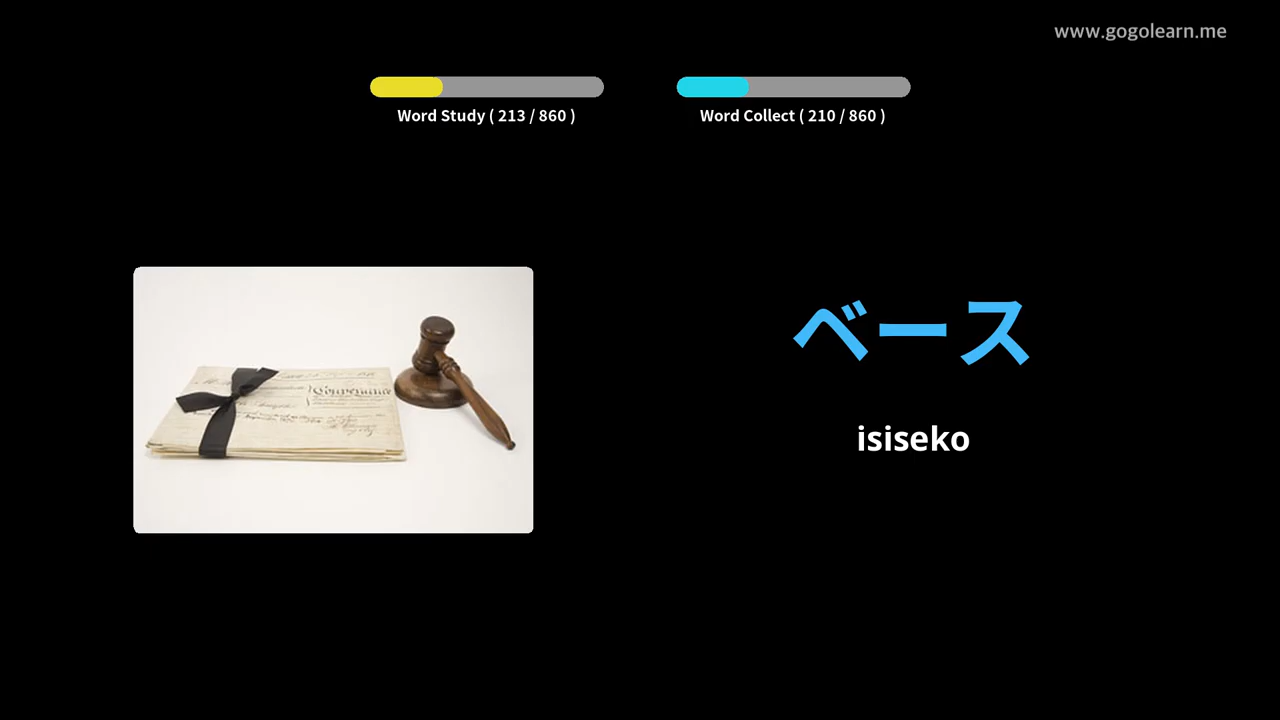 www.gogolearn.me
Word Study ( 213 / 860 )
Word Collect ( 210 / 860 )
ベース
isiseko